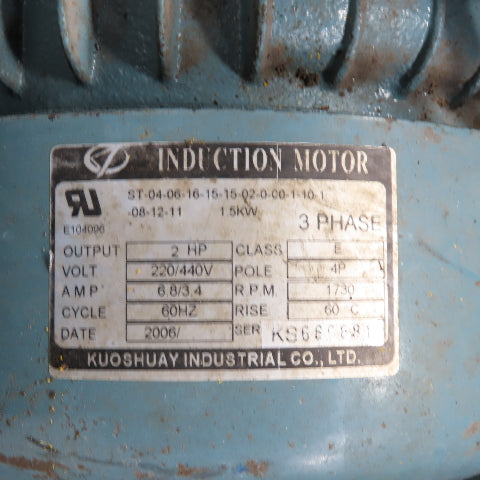 INDUCTION MOTOR
ST-04-06-16-15-15-02-0-00-1-10-1
-08-12-11 1.5KW 3 PHASE
E104006
OUTPUT 2 HP CLASS E
VOLT 220/440V POLE 4P
AMP 6.8/3.4 R.P.M. 1730
CYCLE 60HZ RISE 60 C
DATE 2006/ SER
KUOSHUAY INDUSTRIAL CO., LTD.